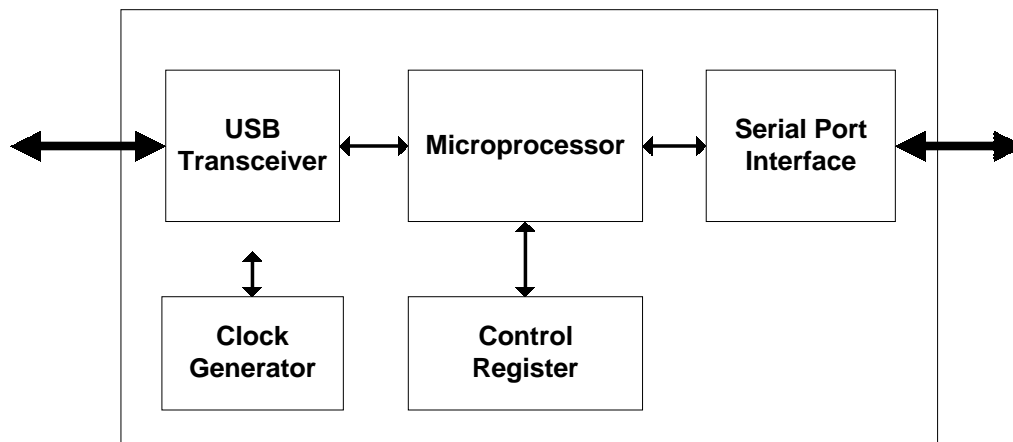 USB
Transceiver
Microprocessor
Serial Port
Interface
Clock
Generator
Control
Register